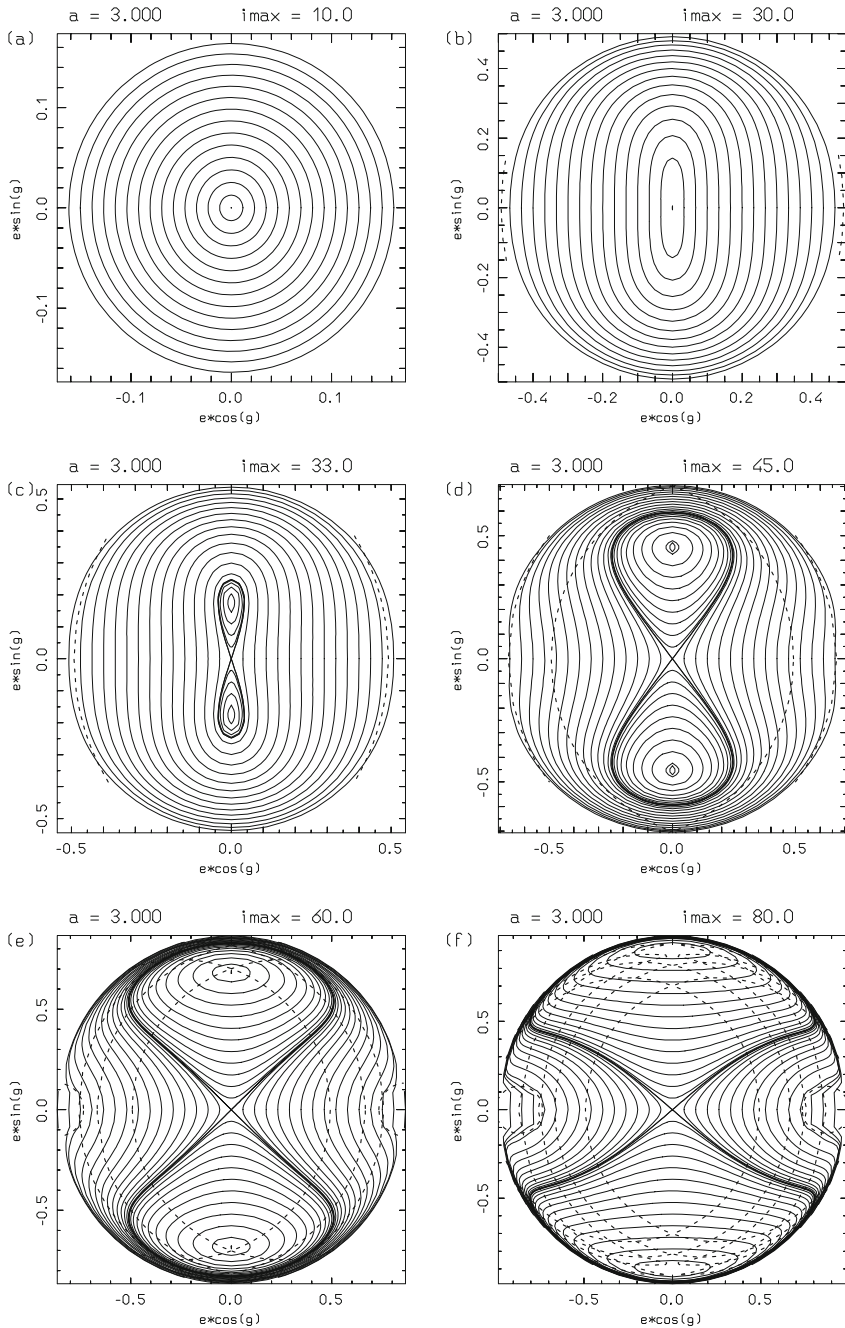 (a) a = 3.000 imax = 10.0
0.1
0.0
-0.1
e*sin(g)
-0.1 0.0 0.1
e*cos(g)
(b) a = 3.000 imax = 30.0
0.4
0.2
0.0
-0.2
-0.4
e*sin(g)
-0.4 -0.2 0.0 0.2 0.4
e*cos(g)
(c) a = 3.000 imax = 33.0
0.5
0.0
-0.5
e*sin(g)
-0.5 0.0 0.5
e*cos(g)
(d) a = 3.000 imax = 45.0
0.5
0.0
-0.5
e*sin(g)
-0.5 0.0 0.5
e*cos(g)
(e) a = 3.000 imax = 60.0
0.5
0.0
-0.5
e*sin(g)
-0.5 0.0 0.5
e*cos(g)
(f) a = 3.000 imax = 80.0
0.5
0.0
-0.5
e*sin(g)
-0.5 0.0 0.5
e*cos(g)